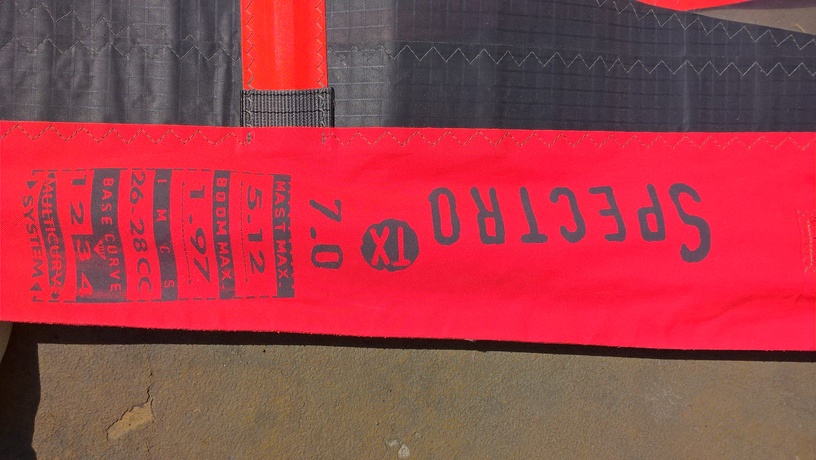 SPECTRO
TX
7.0
MAST MAX.
5.12
BOOM MAX.
1.97
I M C S
26-28CC
BASE CURVE
1 2 3 4
MULTICURV
SYSTEM